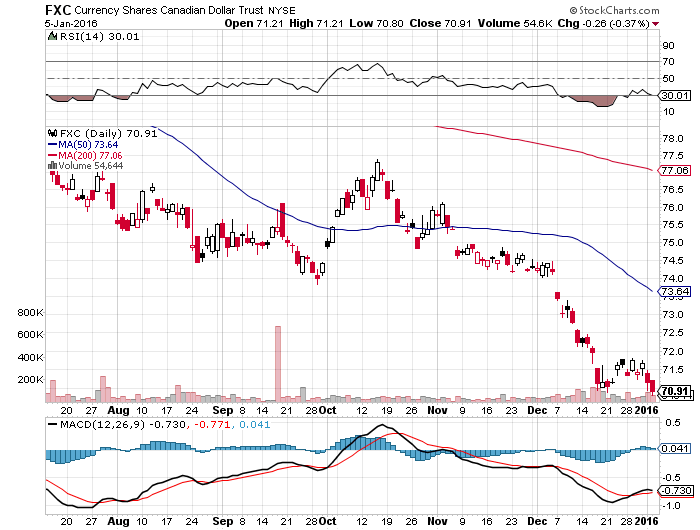 FXC Currency Shares Canadian Dollar Trust NYSE © StockCharts.com
5-Jan-2016 Open 71.21 High 71.21 Low 70.80 Close 70.91 Volume 54.6K Chg -0.26 (-0.37%)
RSI(14) 30.01
90
70
50
30.01
10
FXC (Daily) 70.91
MA(50) 73.64
MA(200) 77.06
Volume 54,644
78.0
77.5
77.06
76.5
76.0
75.5
75.0
74.5
74.0
73.64
73.0
72.5
72.0
71.5
70.91
800K
600K
400K
200K
20 27 Aug 10 17 24 Sep 8 14 21 28 Oct 12 19 26 Nov 9 16 23 Dec 7 14 21 28 2016
MACD(12,26,9) -0.730, -0.771, 0.041
0.5
0.041
-0.730
-1.0
20 27 Aug 10 17 24 Sep 8 14 21 28 Oct 12 19 26 Nov 9 16 23 Dec 7 14 21 28 2016